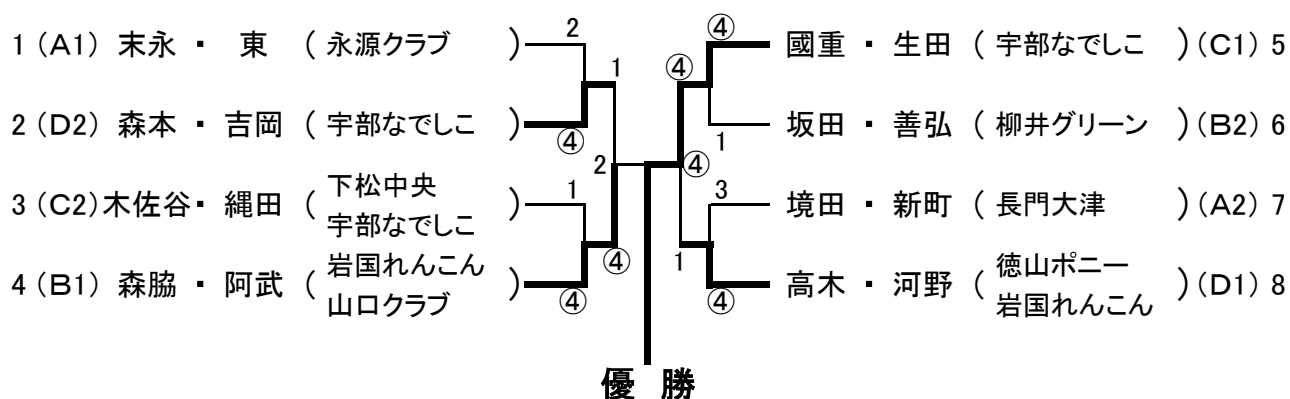 1 (A1) 末永 ・ 東 ( 永源クラブ ) 2 ④ 國重 ・ 生田 ( 宇部なでしこ ) (C1) 5
1 ④
2 (D2) 森本 ・ 吉岡 ( 宇部なでしこ ) ④ 1 坂田 ・ 善弘 ( 柳井グリーン ) (B2) 6
2 ④
3 (C2) 木佐谷・ 縄田 ( 下松中央 宇部なでしこ ) 1 3 境田 ・ 新町 ( 長門大津 ) (A2) 7
④ 1
4 (B1) 森脇 ・ 阿武 ( 岩国れんこん 山口クラブ ) ④ ④ 高木 ・ 河野 ( 徳山ポニー 岩国れんこん ) (D1) 8
優 勝